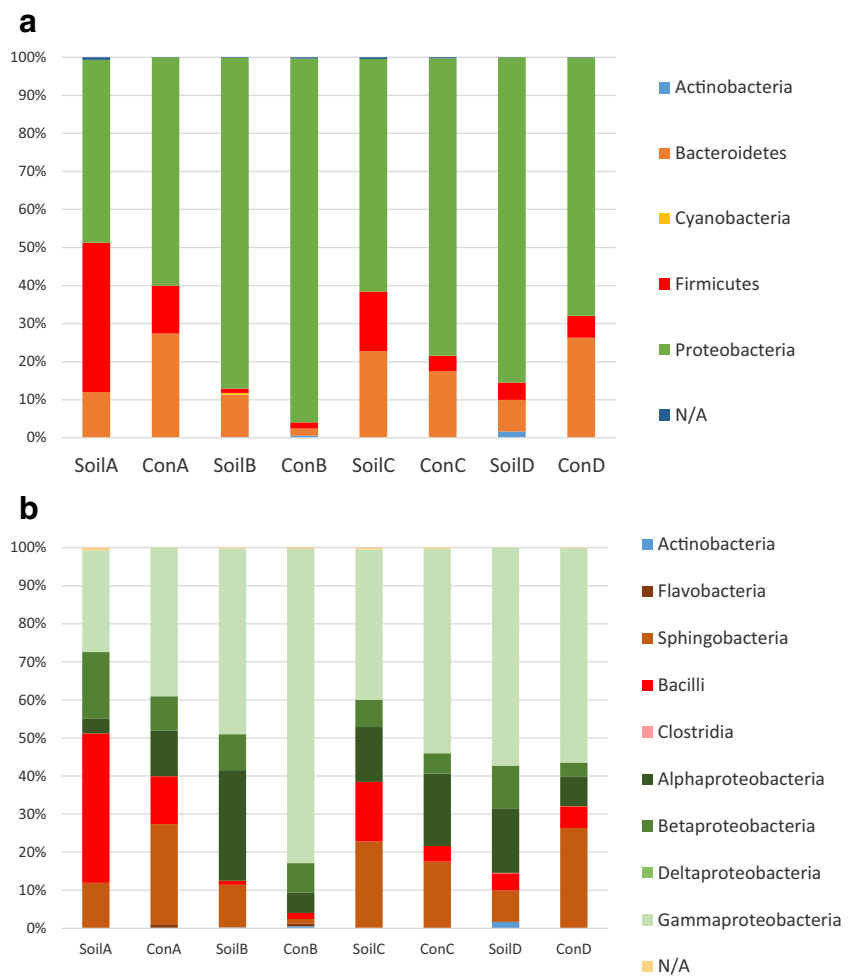 a
100%
90%
80%
70%
60%
50%
40%
30%
20%
10%
0%
SoilA ConA SoilB ConB SoilC ConC SoilD ConD
Actinobacteria
Bacteroidetes
Cyanobacteria
Firmicutes
Proteobacteria
N/A
b
100%
90%
80%
70%
60%
50%
40%
30%
20%
10%
0%
SoilA ConA SoilB ConB SoilC ConC SoilD ConD
Actinobacteria
Flavobacteria
Sphingobacteria
Bacilli
Clostridia
Alphaproteobacteria
Betaproteobacteria
Deltaproteobacteria
Gammaproteobacteria
N/A